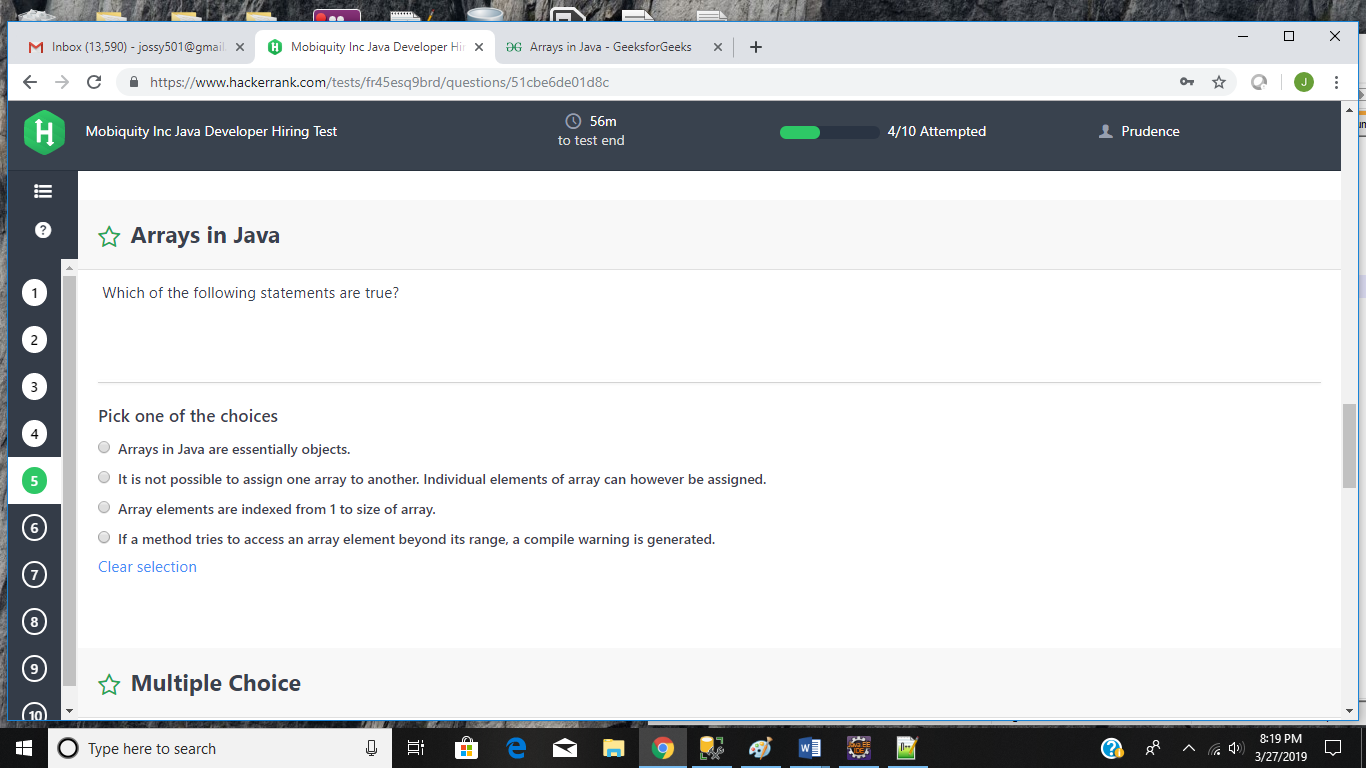 Inbox (13,590) - jossy501@gmail
Mobiquity Inc Java Developer Hir
Arrays in Java - GeeksforGeeks
https://www.hackerrank.com/tests/fr45esq9brd/questions/51cbe6de01d8c
J
H
Mobiquity Inc Java Developer Hiring Test
56m
to test end
4/10 Attempted
Prudence
?
Arrays in Java
1
Which of the following statements are true?
2
3
Pick one of the choices
4
Arrays in Java are essentially objects.
5
It is not possible to assign one array to another. Individual elements of array can however be assigned.
Array elements are indexed from 1 to size of array.
6
If a method tries to access an array element beyond its range, a compile warning is generated.
Clear selection
7
8
9
Multiple Choice
10
Type here to search
8:19 PM
3/27/2019